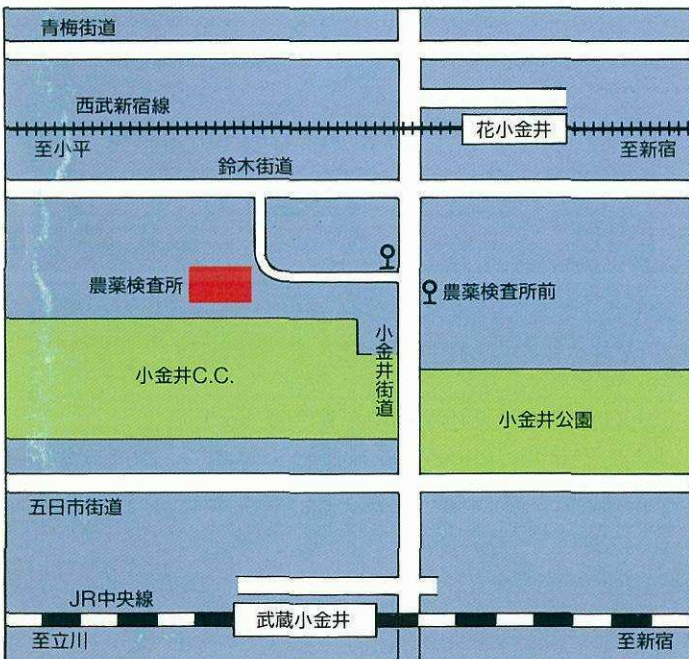 青梅街道
西武新宿線
花小金井
至小平
至新宿
鈴木街道
農薬検査所
農薬検査所前
小金井街道
小金井C.C.
小金井公園
五日市街道
JR中央線
武蔵小金井
至立川
至新宿